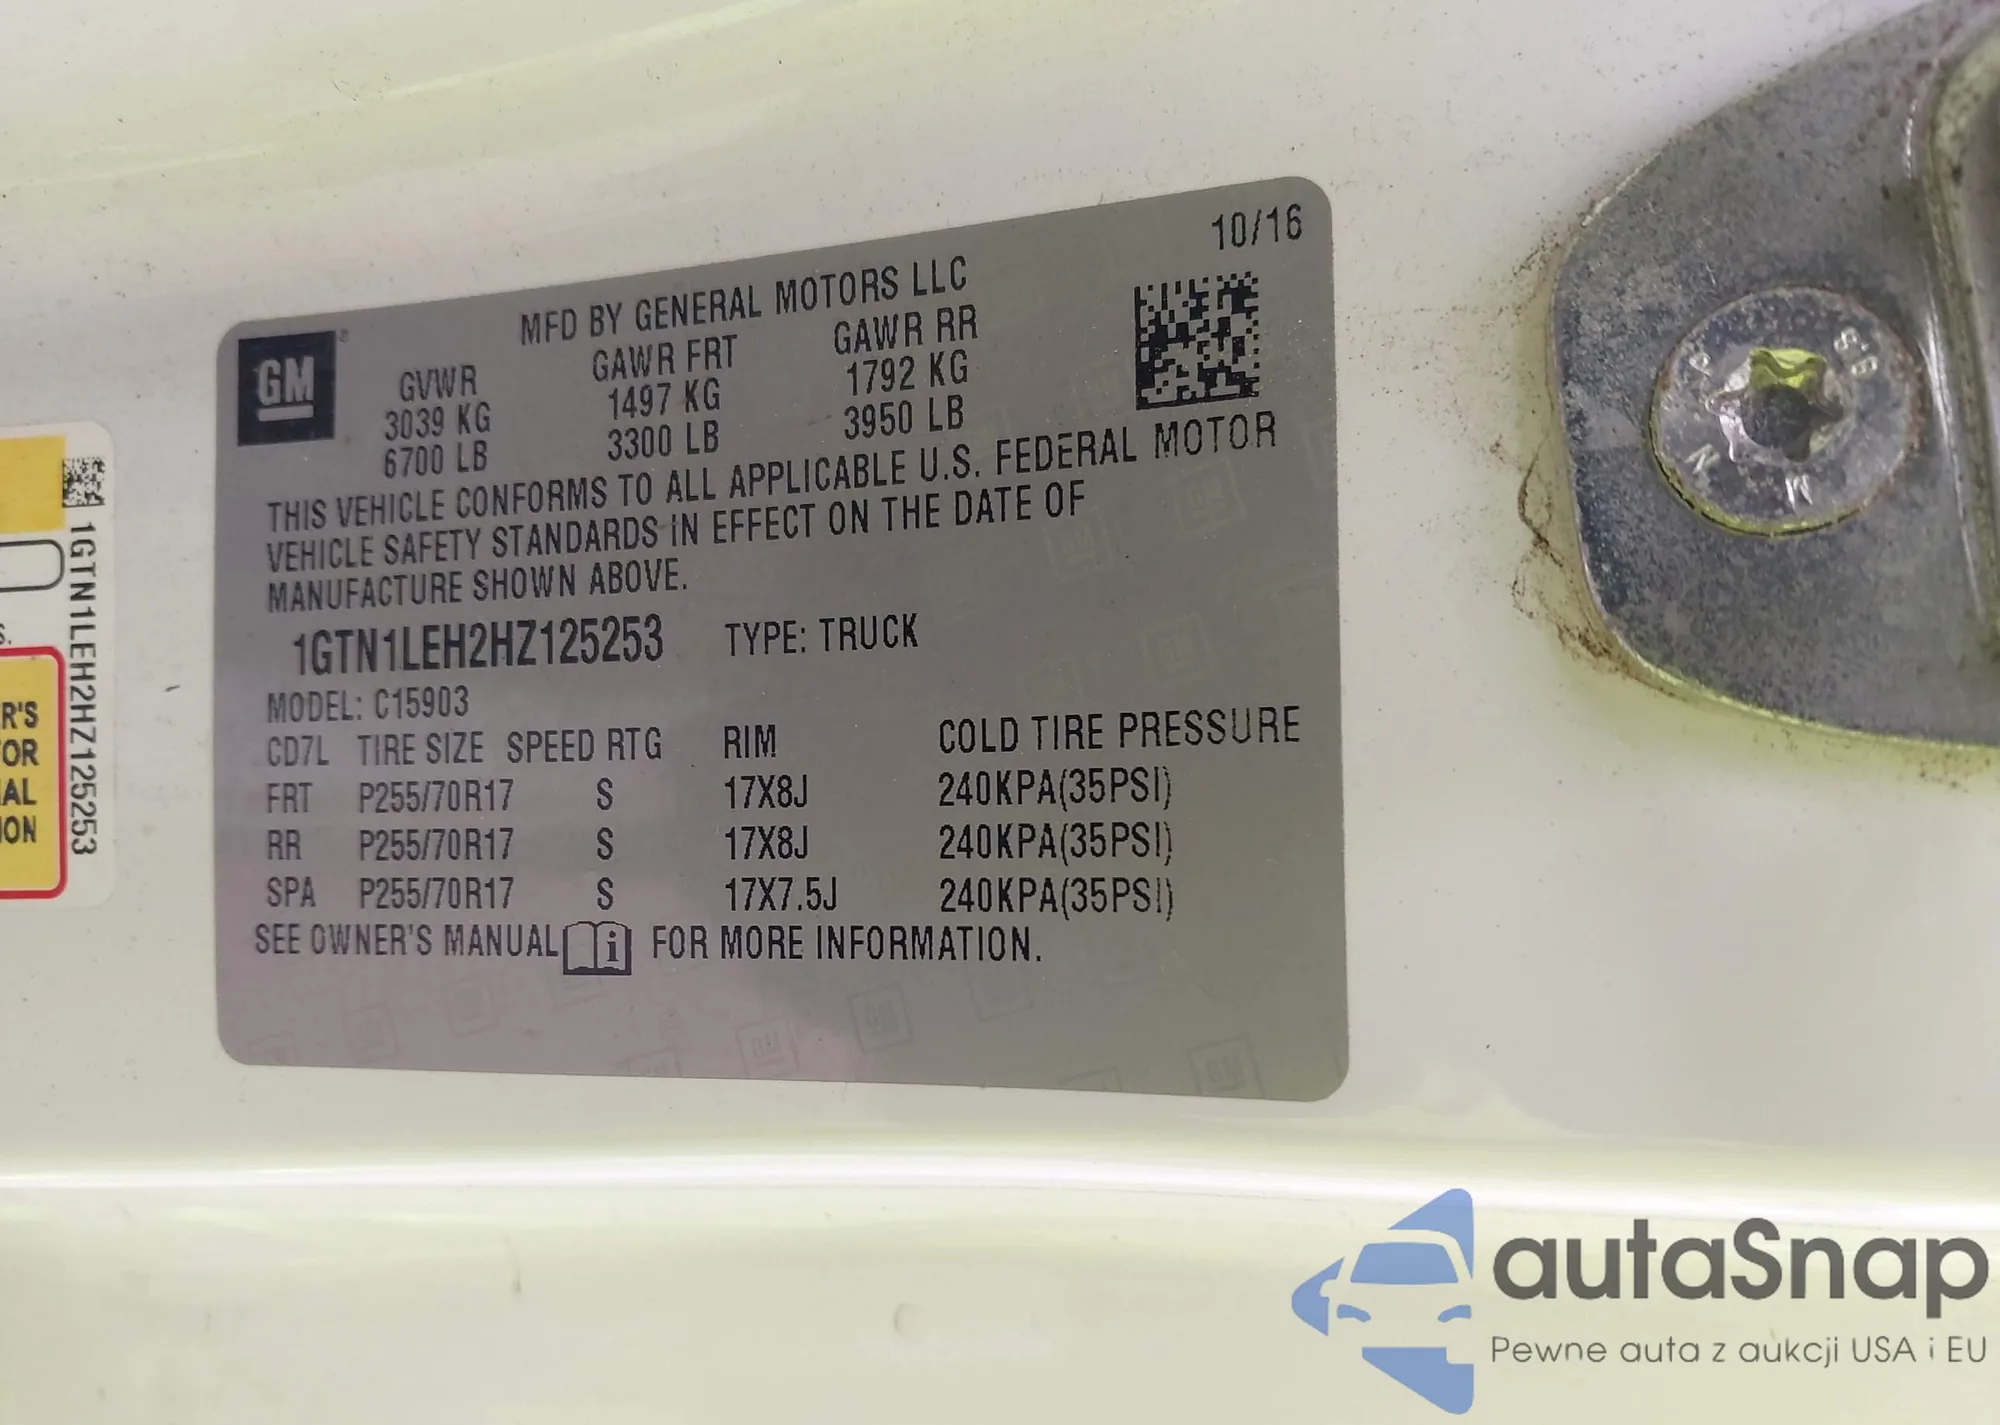 10/16
MFD BY GENERAL MOTORS LLC
GM
GVWR GAWR FRT GAWR RR
3039 KG 1497 KG 1792 KG
6700 LB 3300 LB 3950 LB
THIS VEHICLE CONFORMS TO ALL APPLICABLE U.S. FEDERAL MOTOR
VEHICLE SAFETY STANDARDS IN EFFECT ON THE DATE OF
MANUFACTURE SHOWN ABOVE.
1GTN1LEH2HZ125253 TYPE: TRUCK
MODEL: C15903
CD7L TIRE SIZE SPEED RTG RIM COLD TIRE PRESSURE
FRT P255/70R17 S 17X8J 240KPA(35PSI)
RR P255/70R17 S 17X8J 240KPA(35PSI)
SPA P255/70R17 S 17X7.5J 240KPA(35PSI)
SEE OWNER'S MANUAL i FOR MORE INFORMATION.
1GTN1LEH2HZ125253
S.
R'S
OR
IAL
ION
autaSnap
Pewne auta z aukcji USA i EU